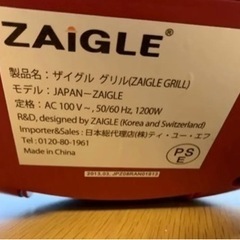 ZAiGLE®
製品名：ザイグル グリル(ZAIGLE GRILL)
モデル：JAPAN－ZAIGLE
定格：AC 100 V～, 50/60 Hz, 1200W
R&D, designed by ZAIGLE (Korea and Switzerland)
Importer&Sales : 日本総代理店(株)ティ・ユー・エフ
Tel : 0120-80-1961
Made in China
PS
E